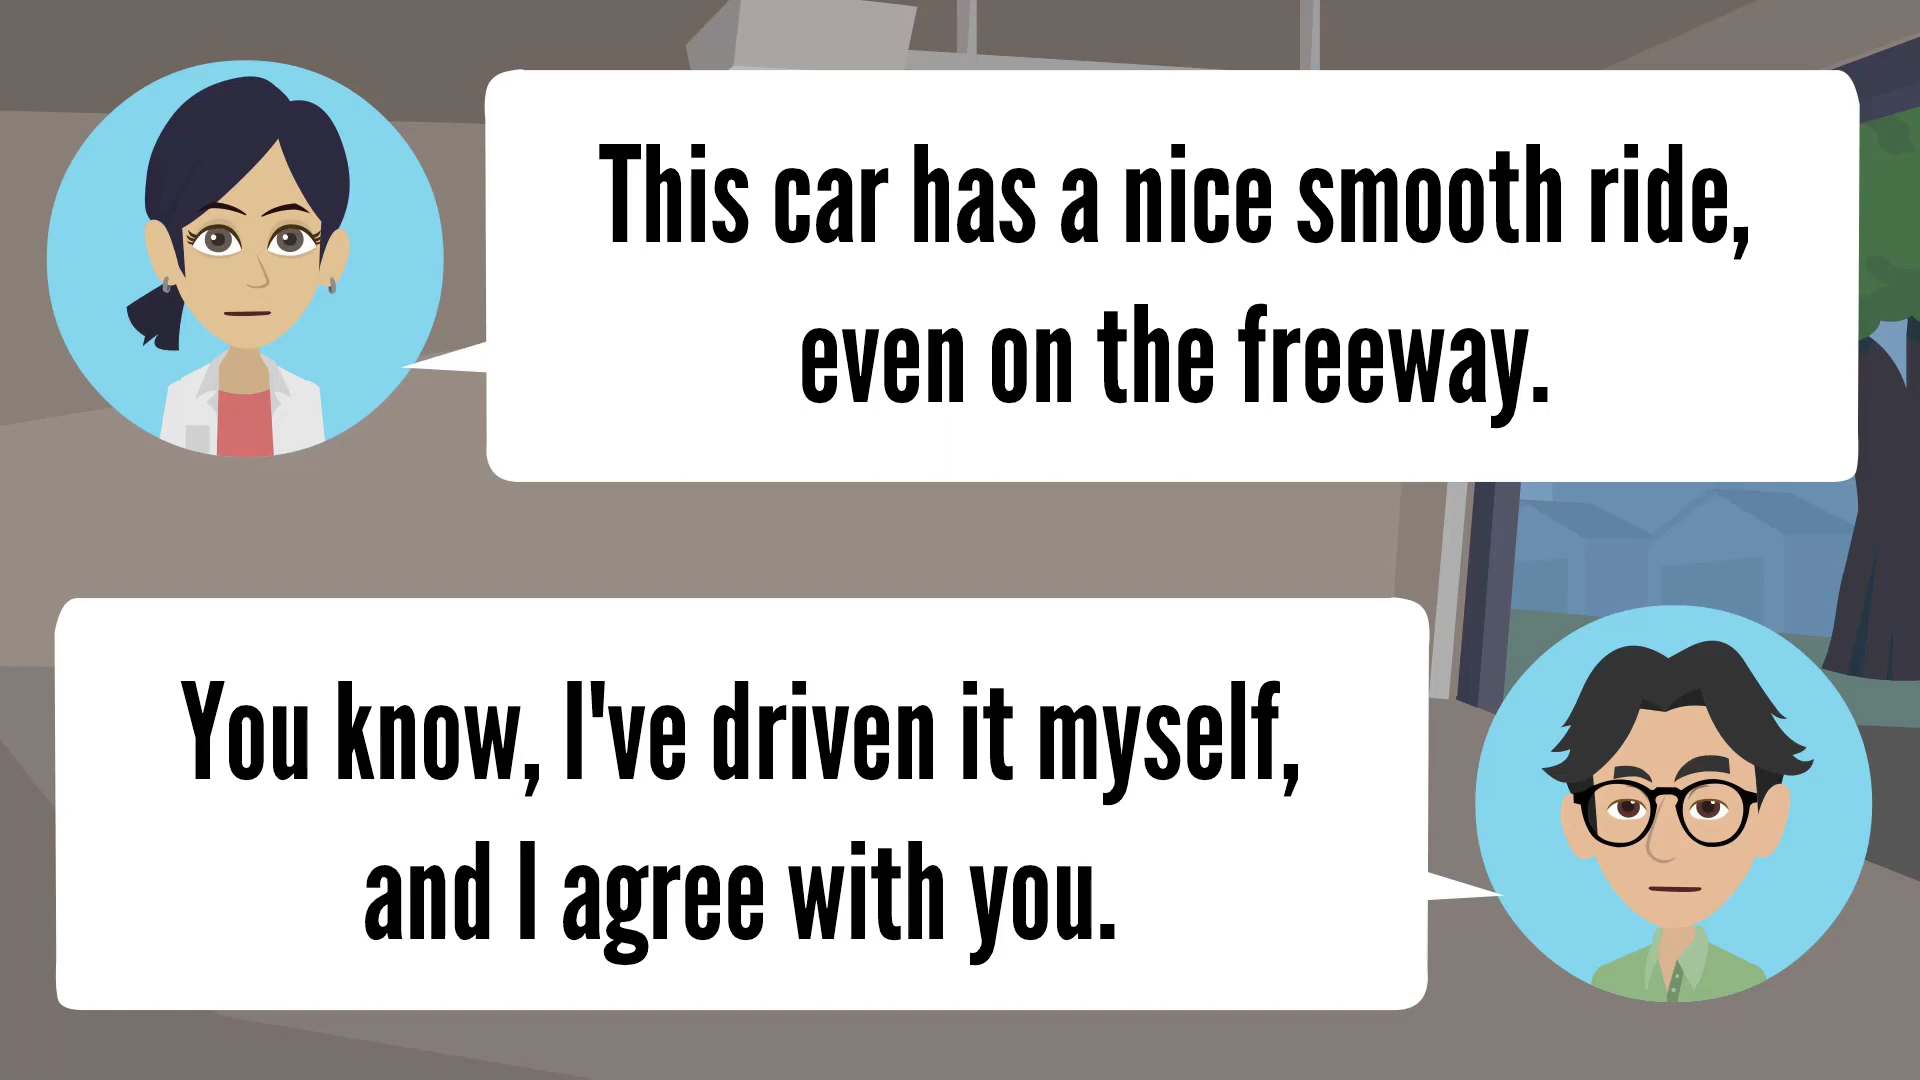 This car has a nice smooth ride,
even on the freeway.
You know, I've driven it myself,
and I agree with you.